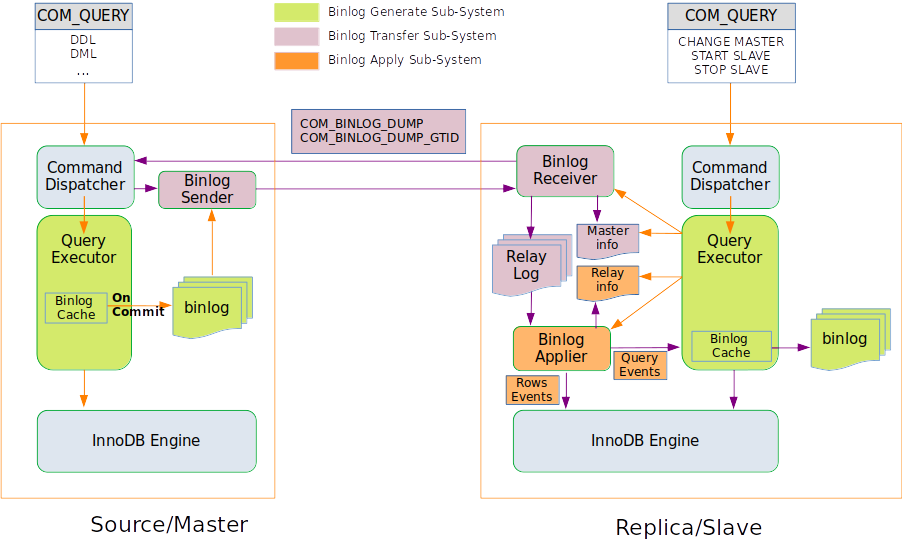 COM_QUERY
DDL
DML
...
Binlog Generate Sub-System
Binlog Transfer Sub-System
Binlog Apply Sub-System
COM_QUERY
CHANGE MASTER
START SLAVE
STOP SLAVE
COM_BINLOG_DUMP
COM_BINLOG_DUMP_GTID
Command
Dispatcher
Binlog
Sender
Query
Executor
Binlog
Cache
On
Commit
binlog
InnoDB Engine
Source/Master
Binlog
Receiver
Command
Dispatcher
Master
info
Relay
Log
Relay
info
Query
Executor
Binlog
Applier
Query
Events
Binlog
Cache
binlog
Rows
Events
InnoDB Engine
Replica/Slave